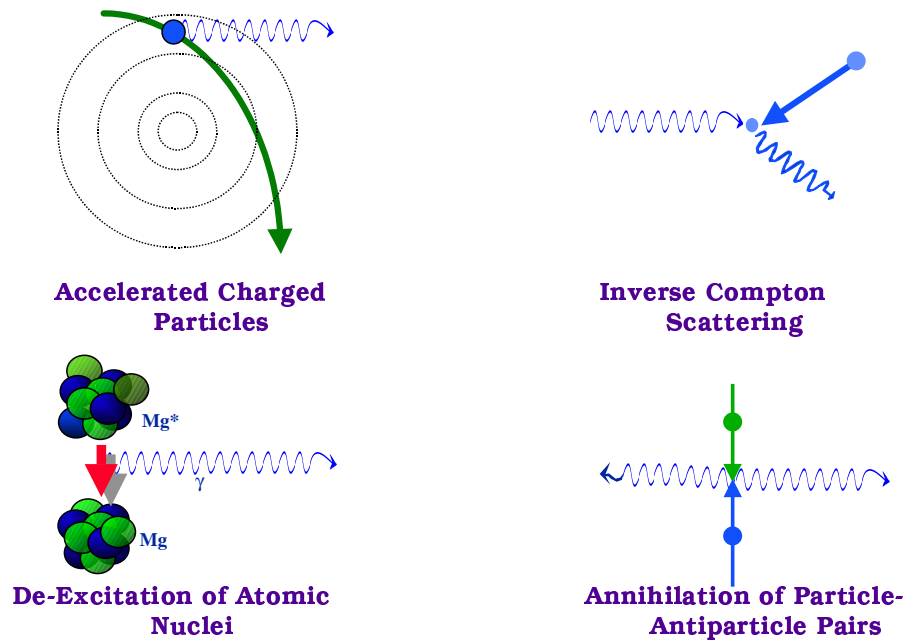 Accelerated Charged
Particles
Inverse Compton
Scattering
Mg*
γ
Mg
De-Excitation of Atomic
Nuclei
Annihilation of Particle-
Antiparticle Pairs